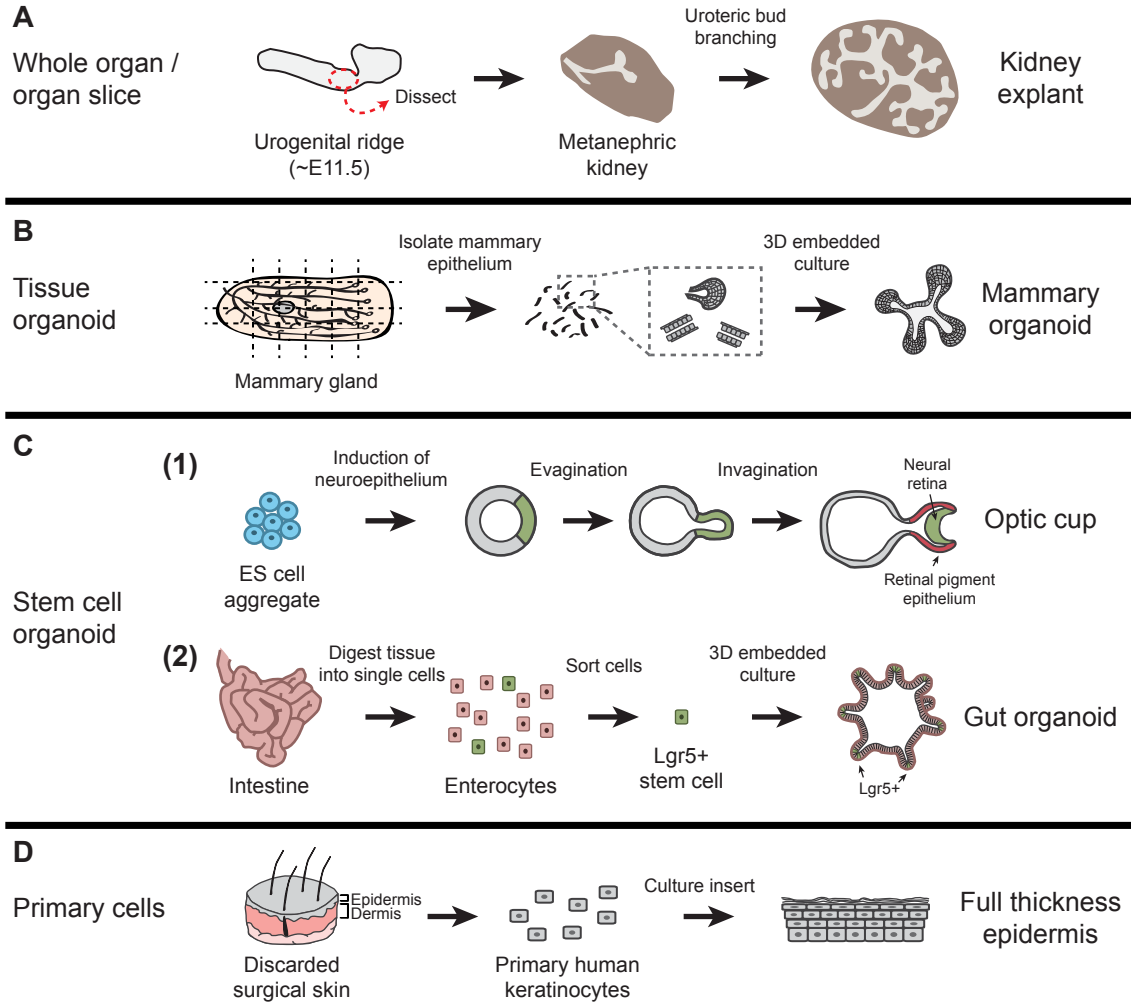 A
Whole organ /
organ slice
Dissect
Urogenital ridge
(~E11.5)
Metanephric
kidney
Uroteric bud
branching
Kidney
explant
B
Tissue
organoid
Mammary gland
Isolate mammary
epithelium
3D embedded
culture
Mammary
organoid
C
Stem cell
organoid
(1)
ES cell
aggregate
Induction of
neuroepithelium
Evagination
Invagination
Neural
retina
Retinal pigment
epithelium
Optic cup
(2)
Intestine
Digest tissue
into single cells
Enterocytes
Sort cells
Lgr5+
stem cell
3D embedded
culture
Lgr5+
Gut organoid
D
Primary cells
Epidermis
Dermis
Discarded
surgical skin
Primary human
keratinocytes
Culture insert
Full thickness
epidermis